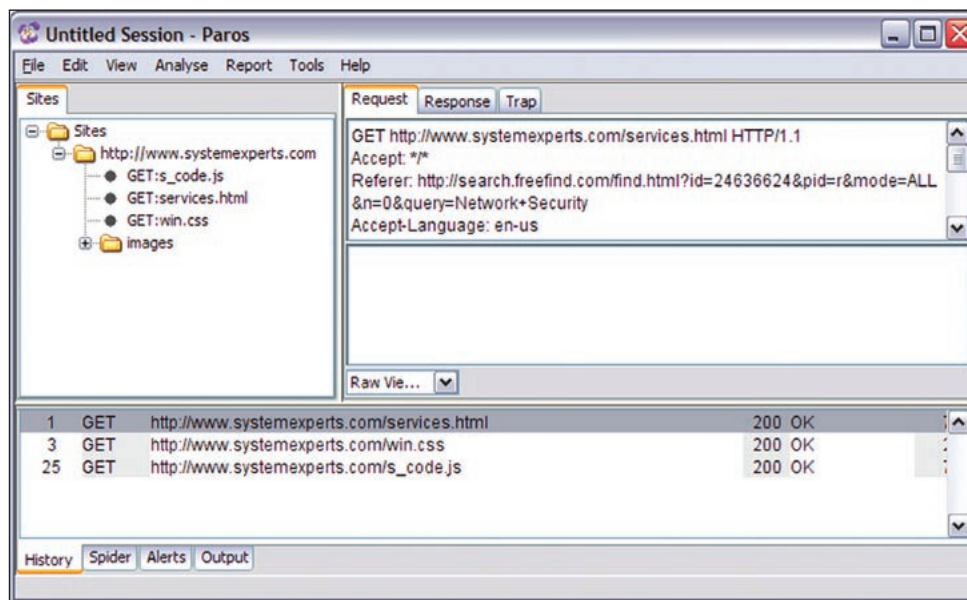 Untitled Session - Paros
File Edit View Analyse Report Tools Help
Sites
Sites
http://www.systemexperts.com
GET:s_code.js
GET:services.html
GET:win.css
images
Request Response Trap
GET http://www.systemexperts.com/services.html HTTP/1.1
Accept: */*
Referer: http://search.freefind.com/find.html?id=24636624&pid=r&mode=ALL
&n=0&query=Network+Security
Accept-Language: en-us
Raw Vie...
1 GET http://www.systemexperts.com/services.html 200 OK
3 GET http://www.systemexperts.com/win.css 200 OK
25 GET http://www.systemexperts.com/s_code.js 200 OK
History Spider Alerts Output